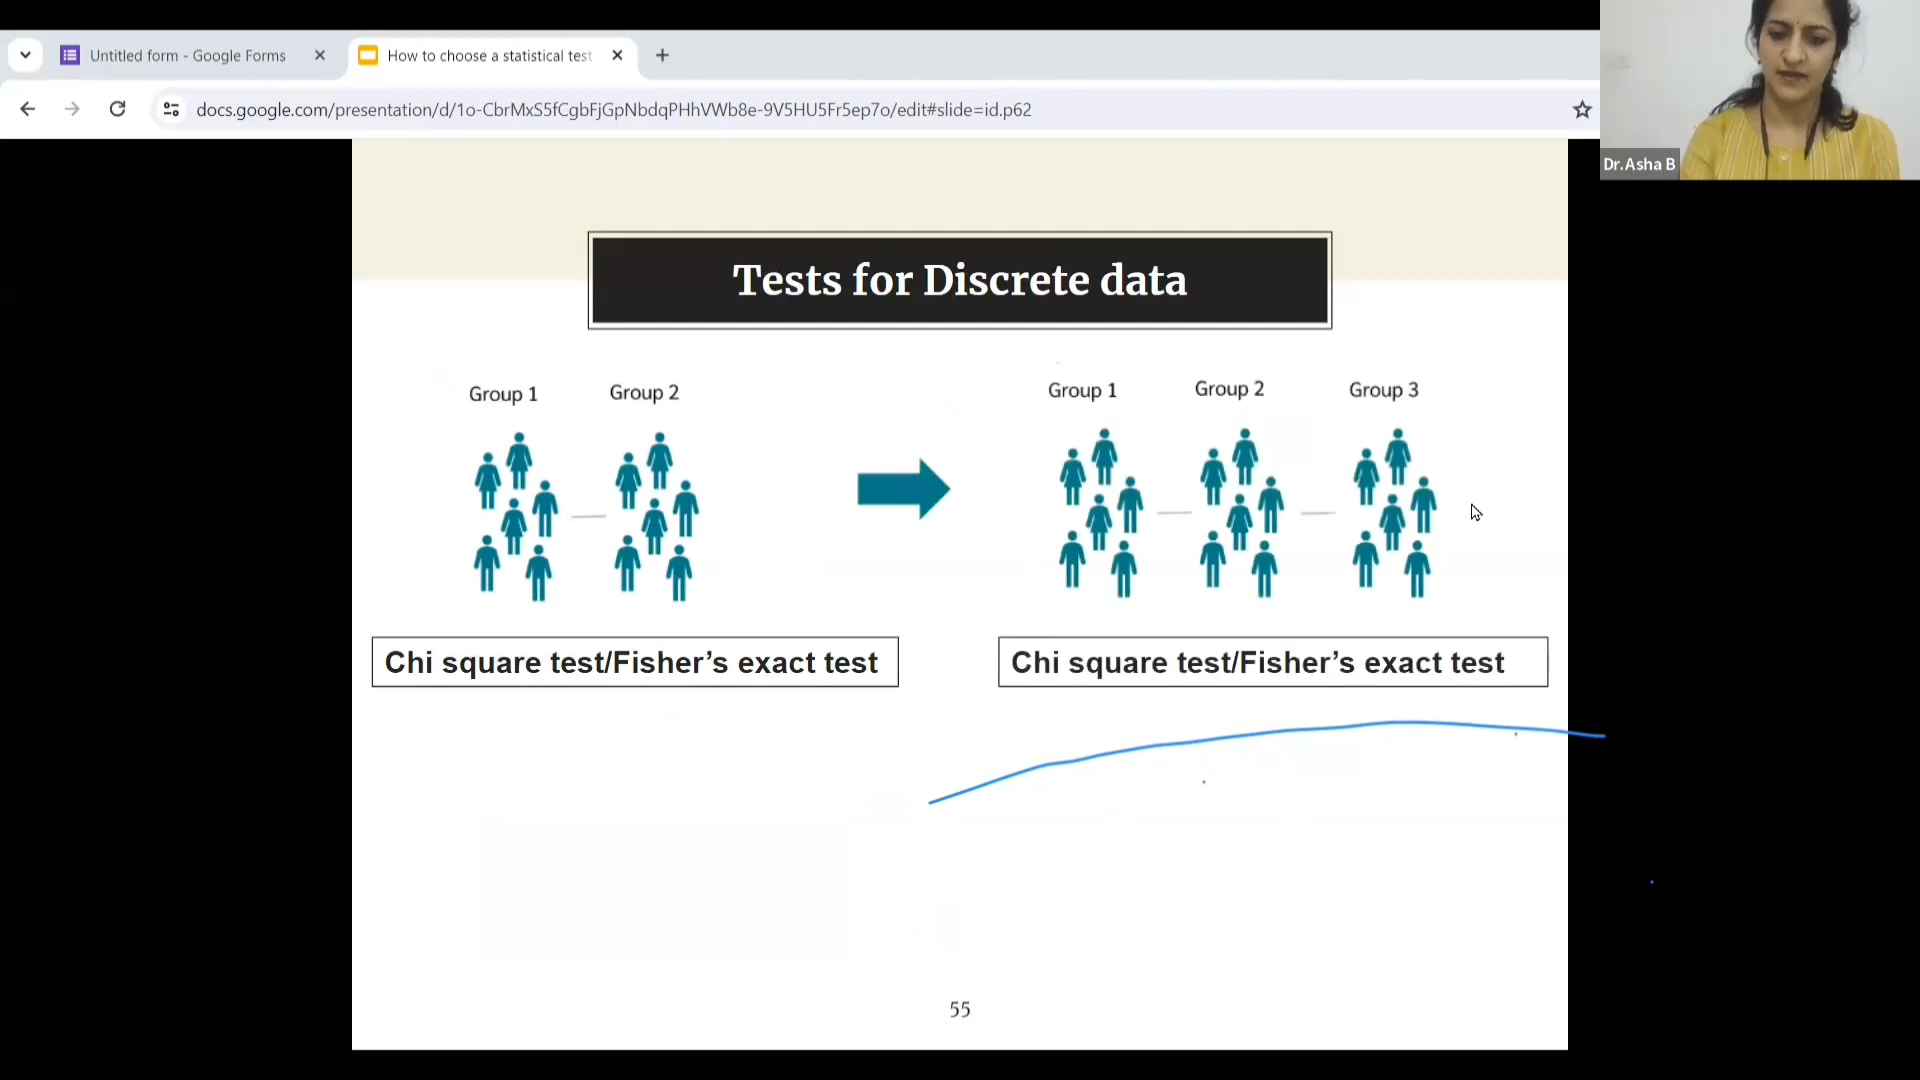 Untitled form - Google Forms
How to choose a statistical test
docs.google.com/presentation/d/1o-CbrMxS5fCgbFjGpNbdqPHhVWb8e-9V5HU5Fr5ep7o/edit#slide=id.p62
Dr.Asha B
Tests for Discrete data
Group 1 Group 2
Group 1 Group 2 Group 3
Chi square test/Fisher’s exact test
Chi square test/Fisher’s exact test
55